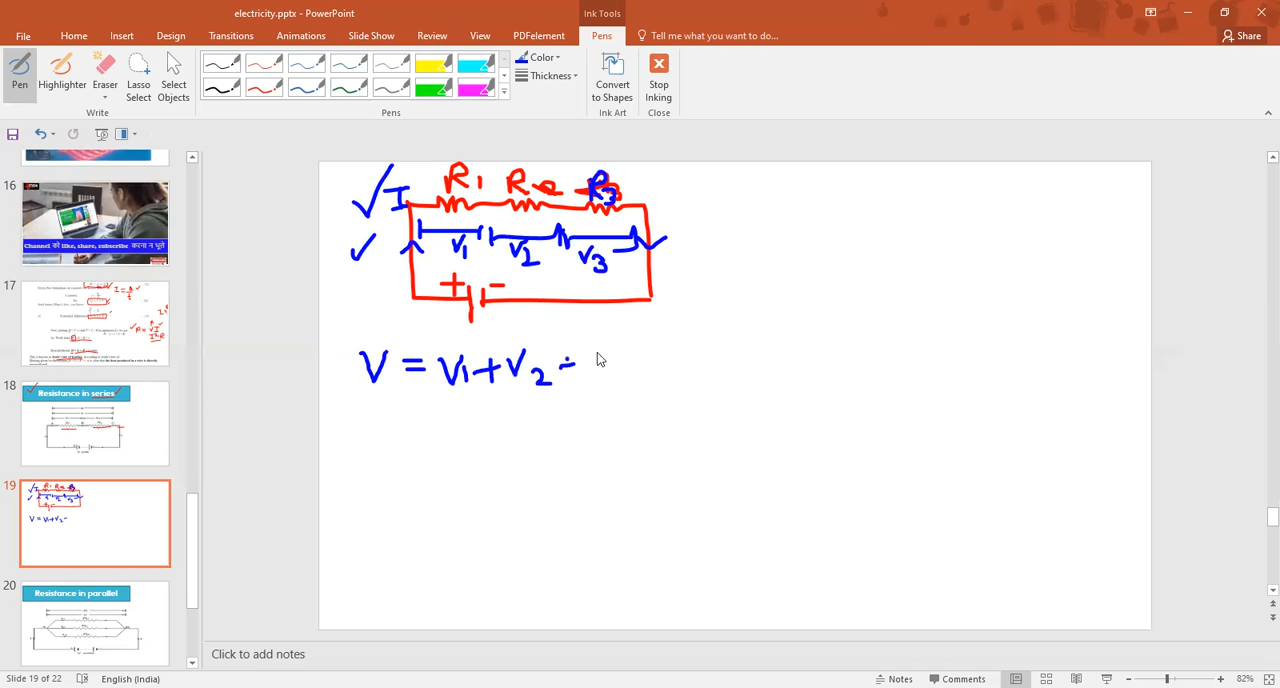 electricity.pptx - PowerPoint
Ink Tools
File Home Insert Design Transitions Animations Slide Show Review View PDFelement Pens Tell me what you want to do... Share
Pen Highlighter Eraser Lasso Select Select Objects
Color
Thickness
Convert to Shapes
Stop Inking
Write Pens Ink Art Close
16
Channel को like, share, subscribe करना न भूले
17
18
Resistance in series
19
V = V1+V2-
20
Resistance in parallel
I R1 R2 R3
V1 V2 V3
+ -
V = V1+V2 -
Click to add notes
Slide 19 of 22 English (India) Notes Comments 82%